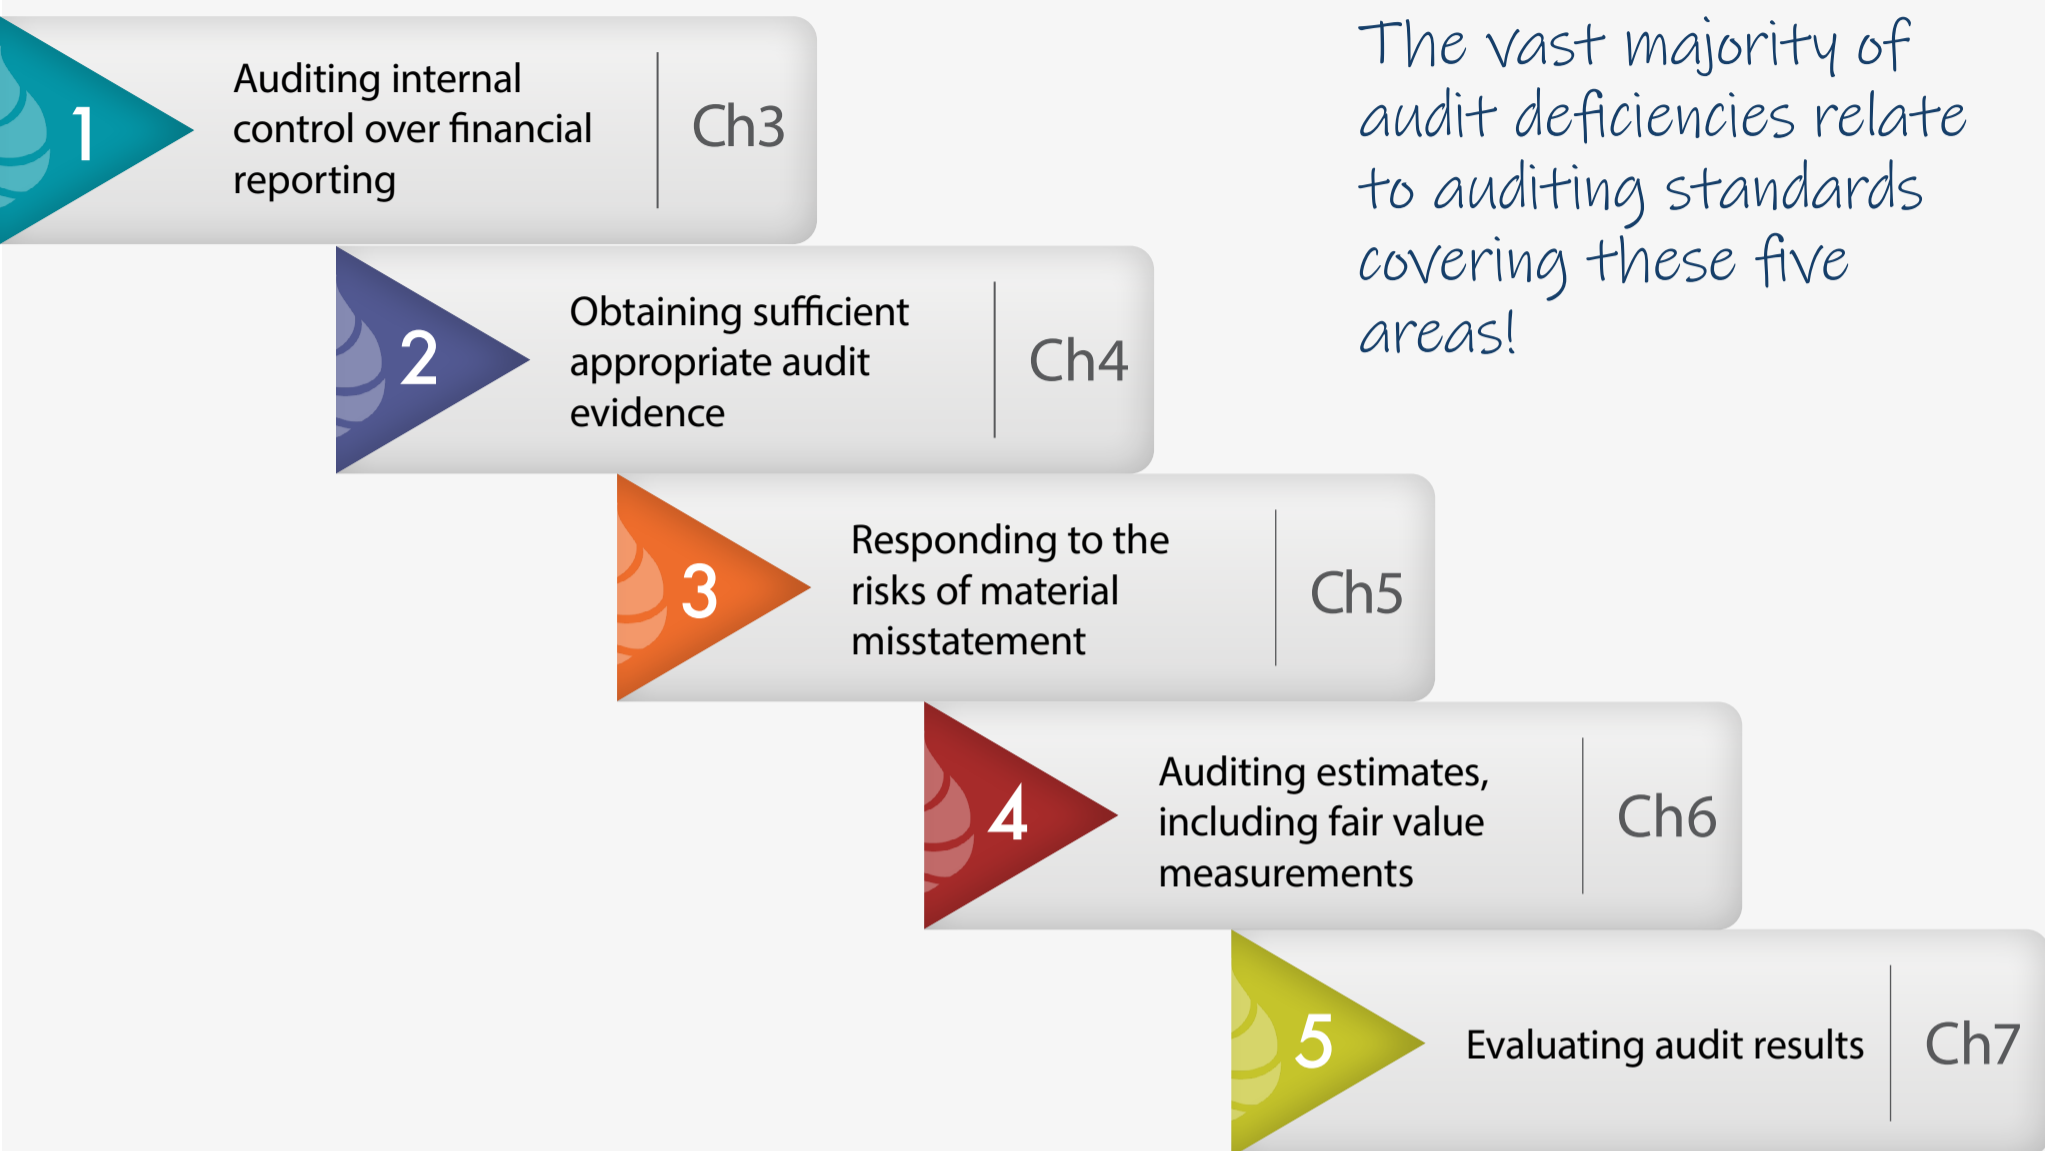 1
Auditing internal
control over financial
reporting
Ch3
The vast majority of
audit deficiencies relate
to auditing standards
covering these five
areas!
2
Obtaining sufficient
appropriate audit
evidence
Ch4
3
Responding to the
risks of material
misstatement
Ch5
4
Auditing estimates,
including fair value
measurements
Ch6
5
Evaluating audit results
Ch7